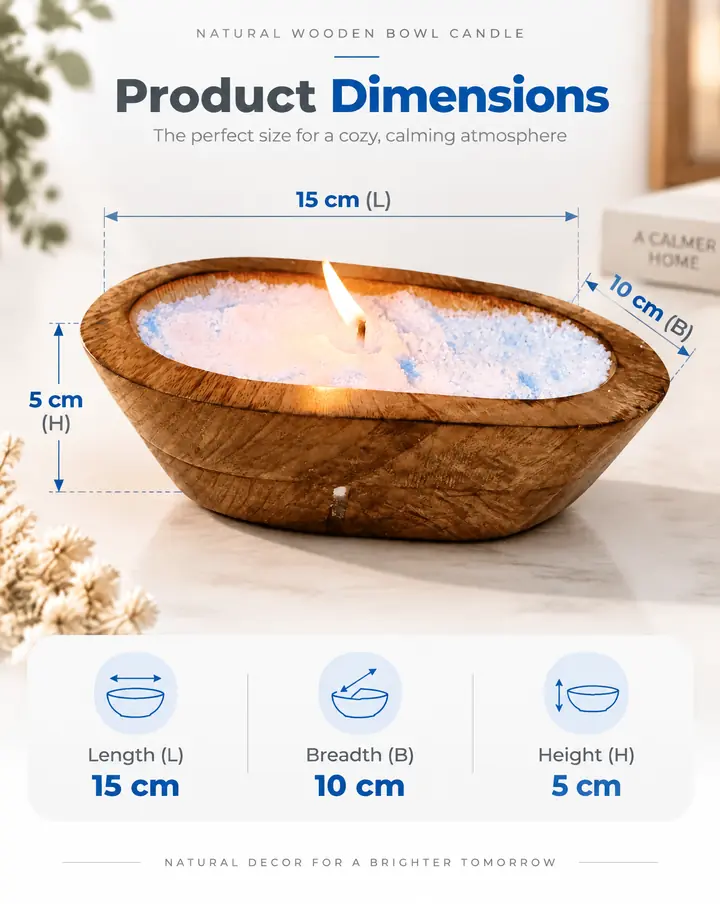 NATURAL WOODEN BOWL CANDLE
Product Dimensions
The perfect size for a cozy, calming atmosphere
15 cm (L)
A CALMER
HOME
10 cm (B)
5 cm
(H)
Length (L)
15 cm
Breadth (B)
10 cm
Height (H)
5 cm
NATURAL DECOR FOR A BRIGHTER TOMORROW